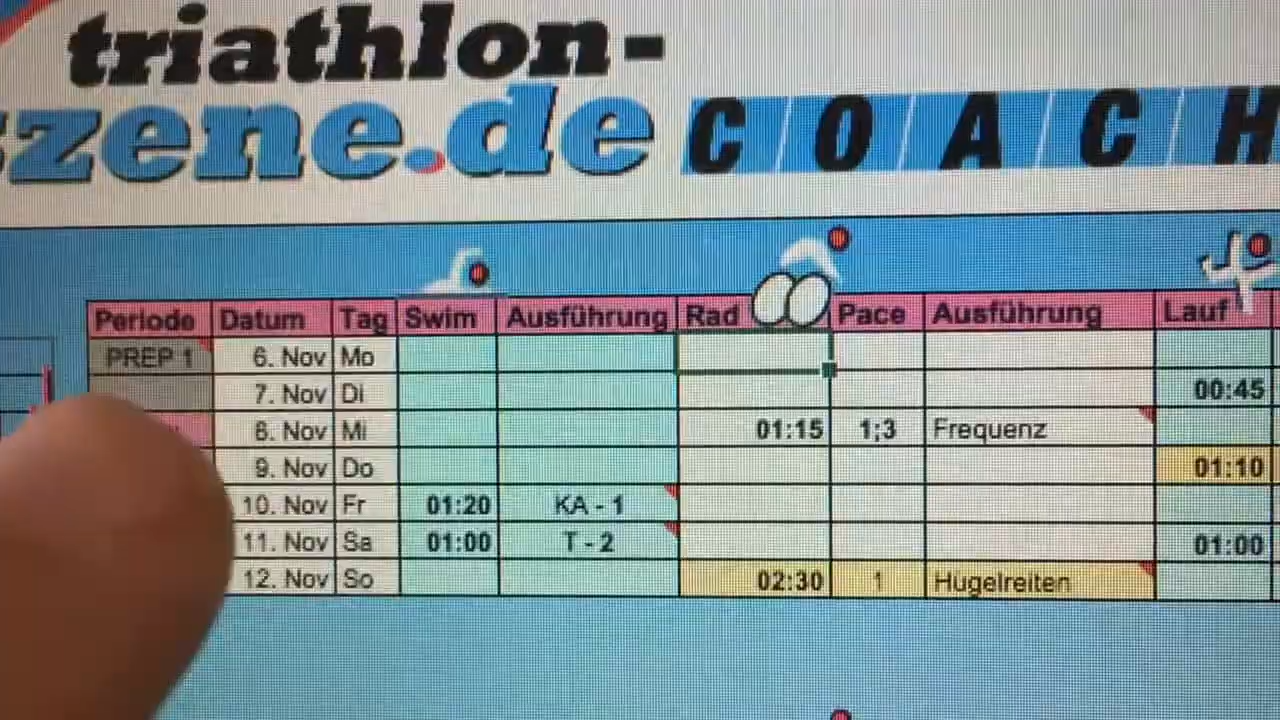 triathlon-
zene.de COACH
Periode Datum Tag Swim Ausführung Rad Pace Ausführung Lauf
PREP 1 6. Nov Mo
7. Nov Di 00:45
8. Nov Mi 01:15 1;3 Frequenz
9. Nov Do 01:10
10. Nov Fr 01:20 KA - 1
11. Nov Sa 01:00 T - 2 01:00
12. Nov So 02:30 1 Hügelreiten